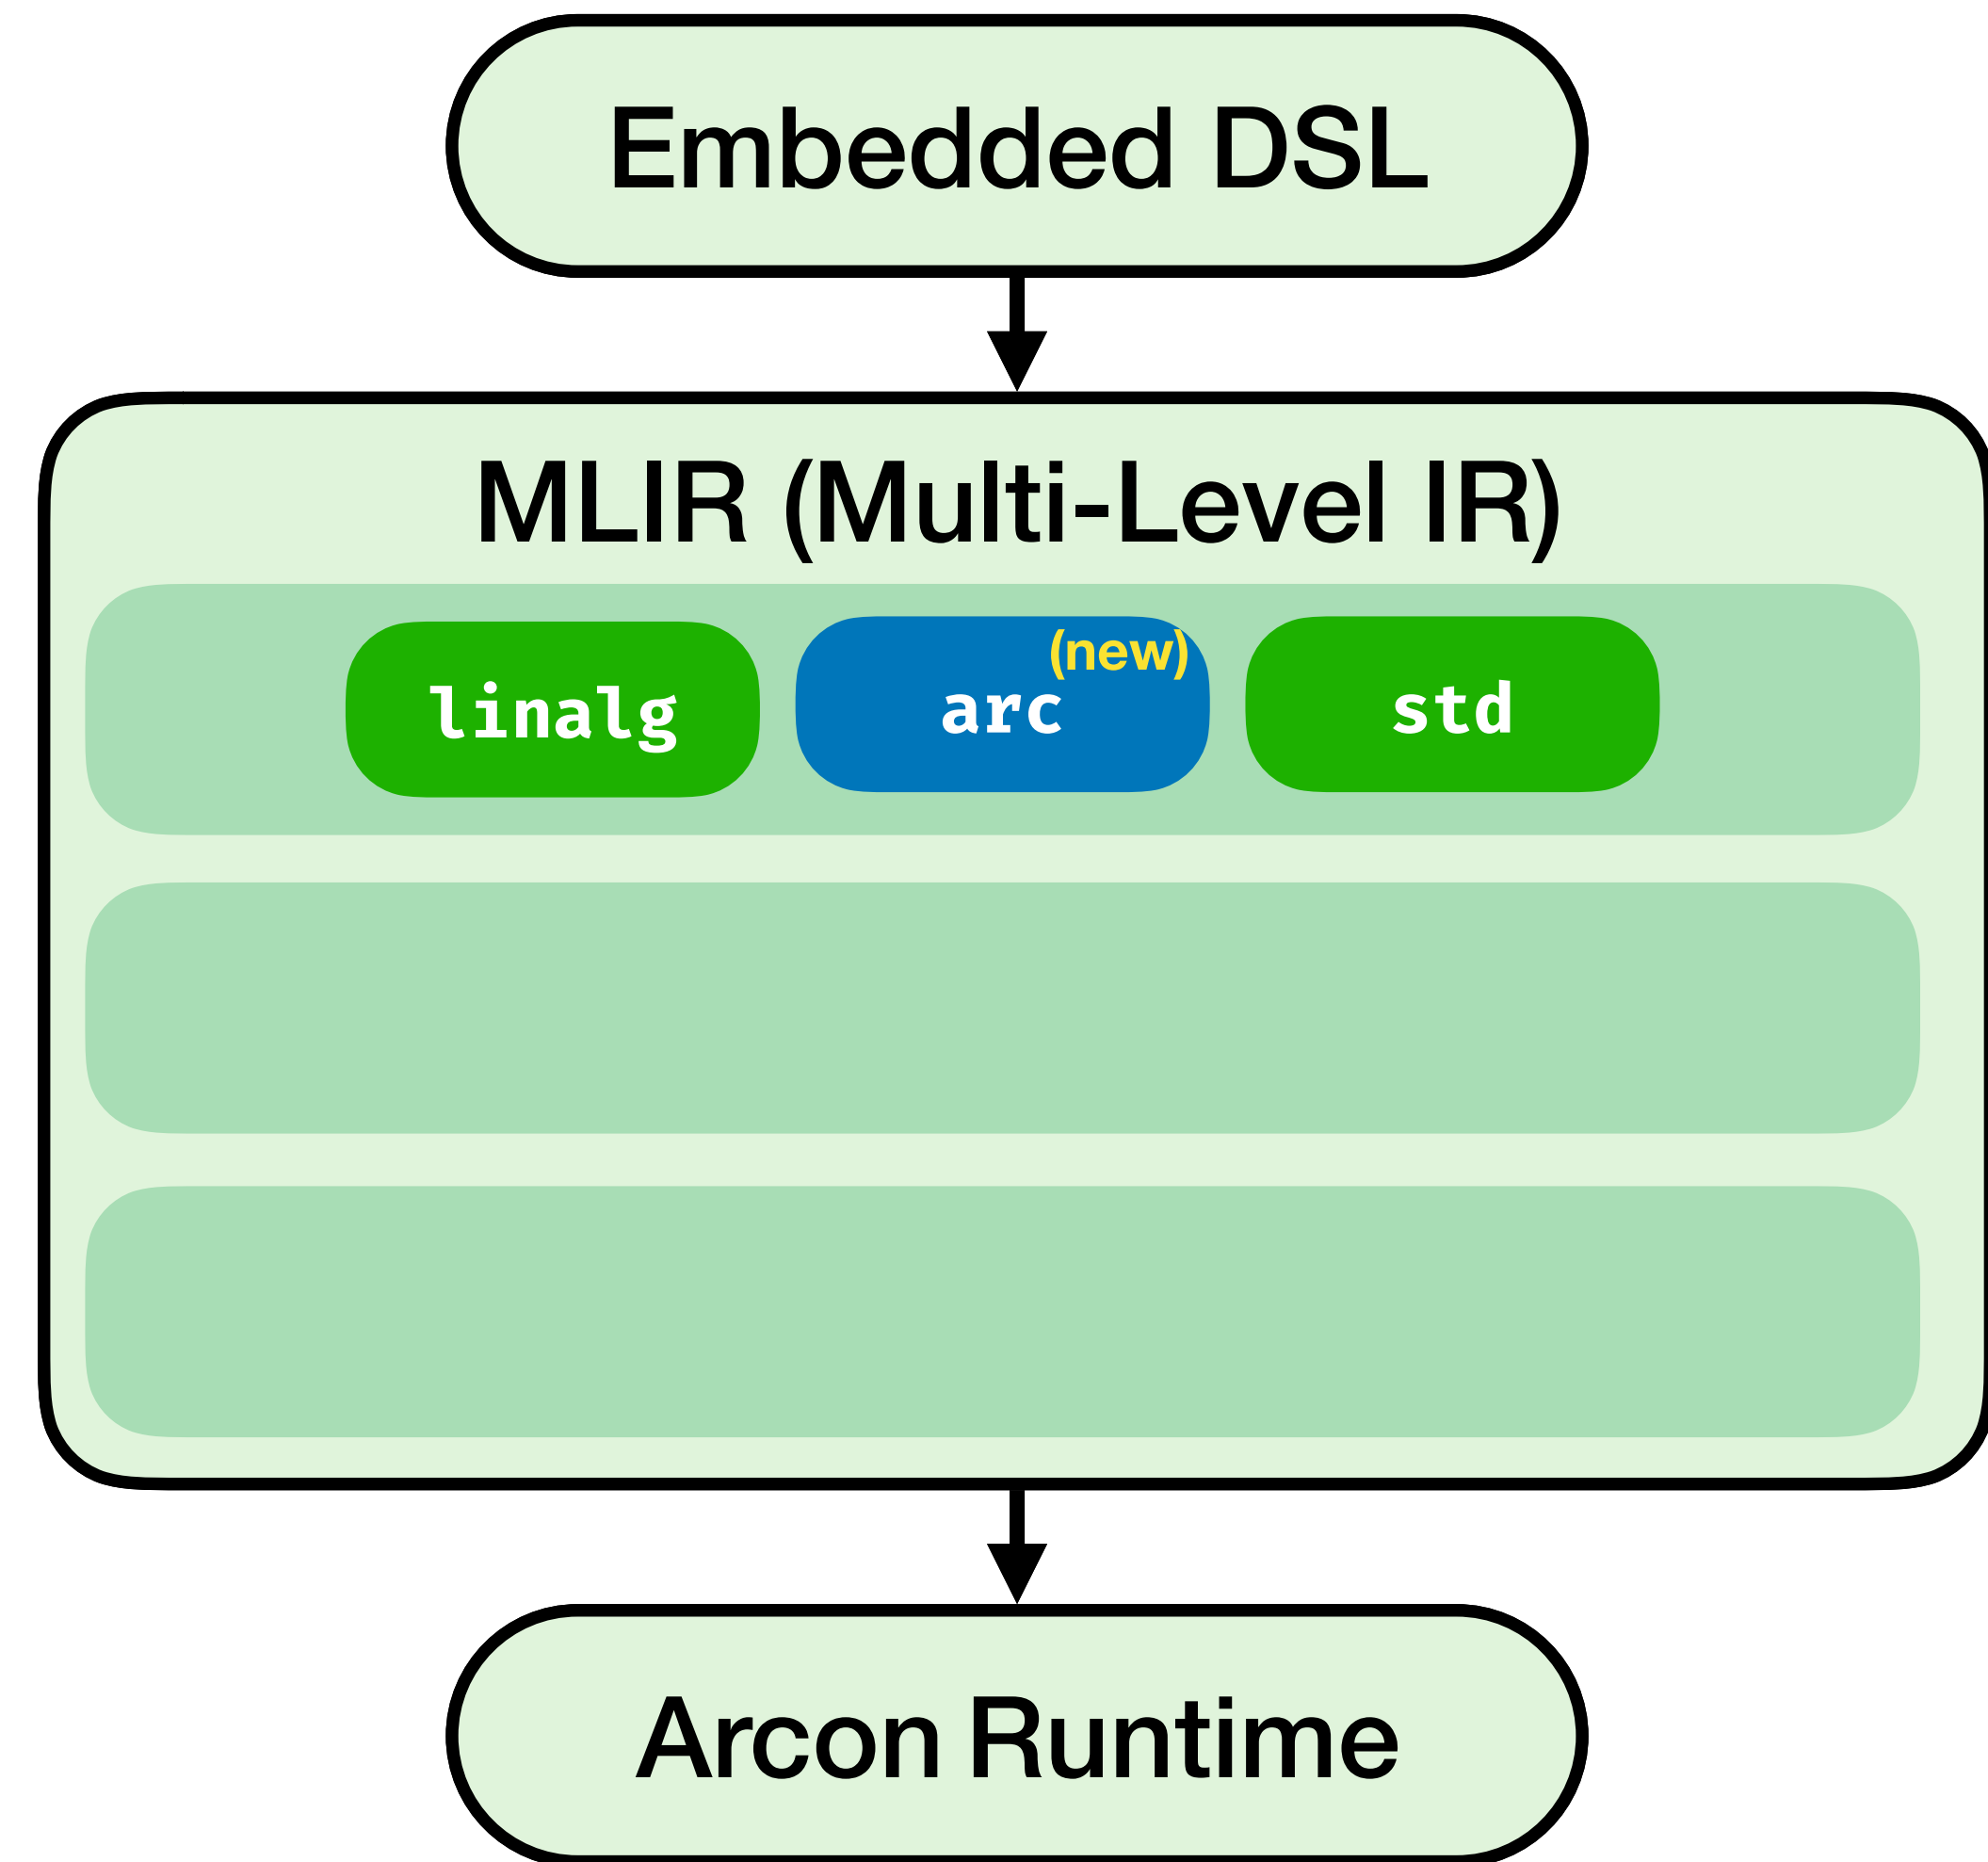 Embedded DSL
MLIR (Multi-Level IR)
(new)
linalg arc std
Arcon Runtime